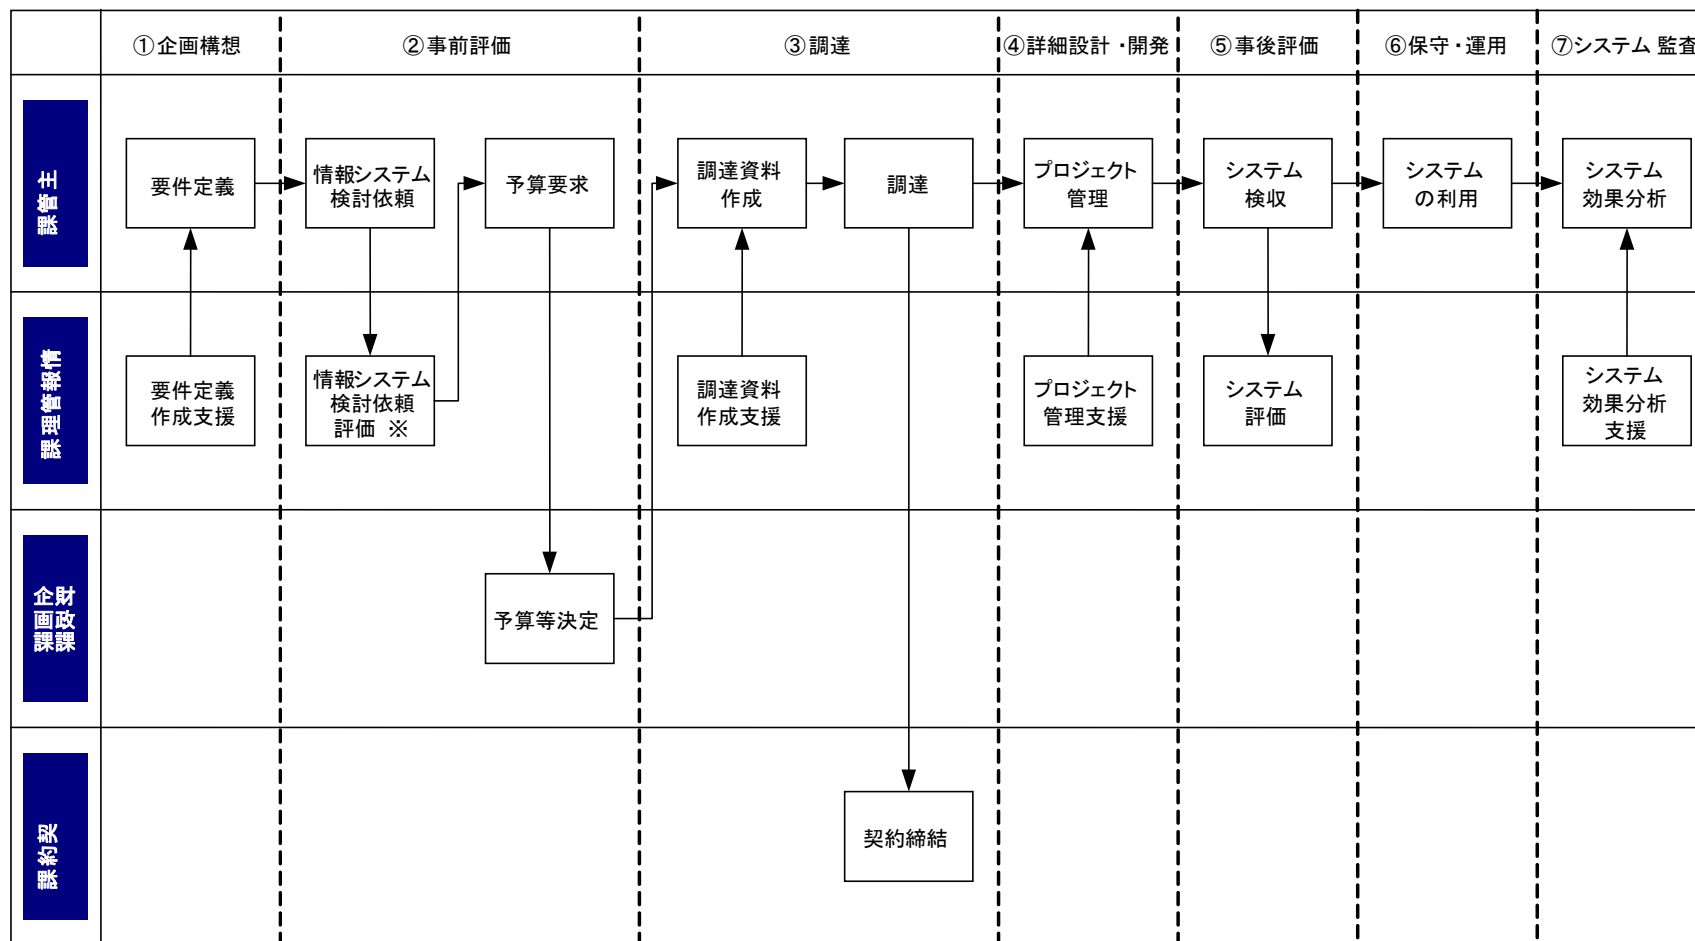 ①企画構想
②事前評価
③調達
④詳細設計・開発
⑤事後評価
⑥保守・運用
⑦システム監査
課管主
要件定義
情報システム
検討依頼
予算要求
調達資料
作成
調達
プロジェクト
管理
システム
検収
システム
の利用
システム
効果分析
課理管報情
要件定義
作成支援
情報システム
検討依頼
評価 ※
調達資料
作成支援
プロジェクト
管理支援
システム
評価
システム
効果分析
支援
財政課
企画課
予算等決定
課約契
契約締結